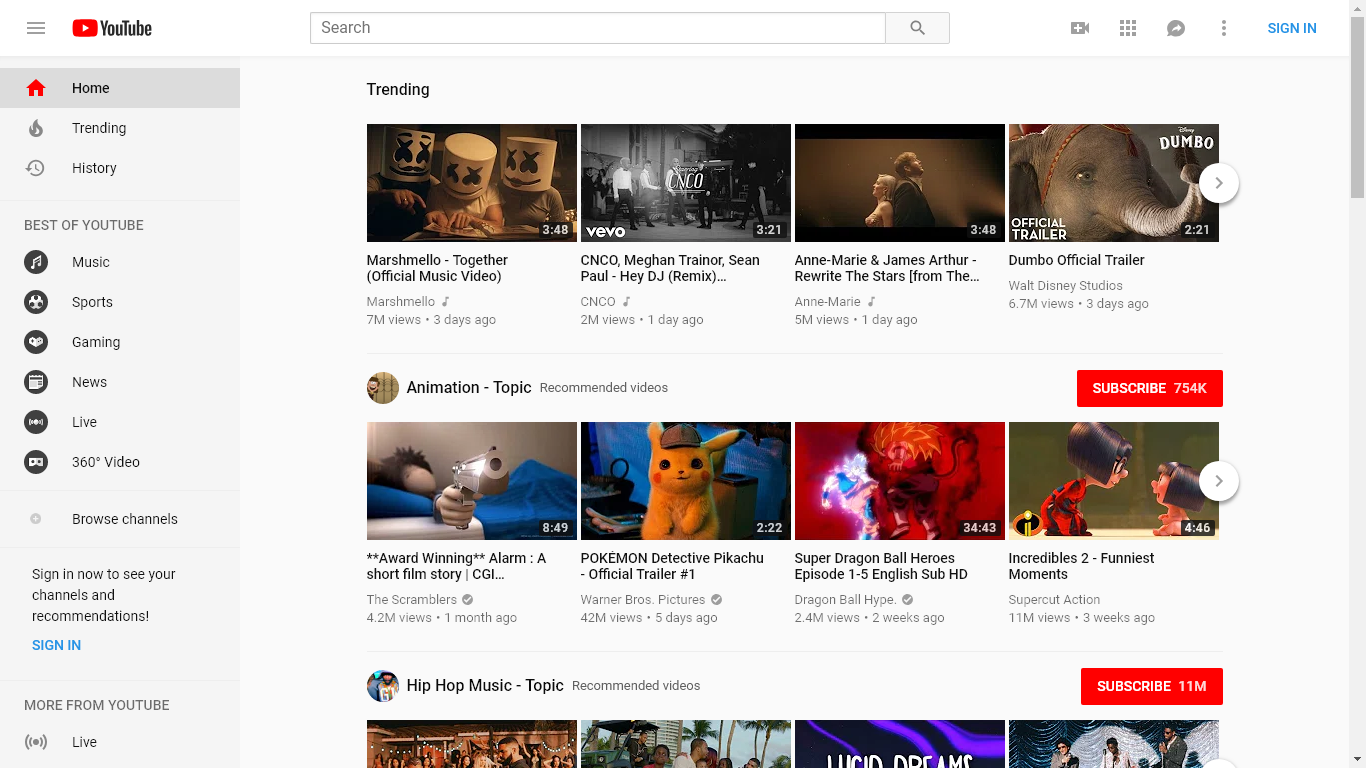 YouTube
Search
SIGN IN
Home
Trending
History
BEST OF YOUTUBE
Music
Sports
Gaming
News
Live
360° Video
Browse channels
Sign in now to see your
channels and
recommendations!
SIGN IN
MORE FROM YOUTUBE
Live
Trending
3:48
Starring
CNCO
vevo
3:21
3:48
Disney
DUMBO
OFFICIAL
TRAILER
2:21
Marshmello - Together
(Official Music Video)
Marshmello
7M views • 3 days ago
CNCO, Meghan Trainor, Sean
Paul - Hey DJ (Remix)…
CNCO
2M views • 1 day ago
Anne-Marie & James Arthur -
Rewrite The Stars [from The…
Anne-Marie
5M views • 1 day ago
Dumbo Official Trailer
Walt Disney Studios
6.7M views • 3 days ago
Animation - Topic Recommended videos
SUBSCRIBE 754K
8:49
2:22
34:43
4:46
**Award Winning** Alarm : A
short film story | CGI…
The Scramblers
4.2M views • 1 month ago
POKÉMON Detective Pikachu
- Official Trailer #1
Warner Bros. Pictures
42M views • 5 days ago
Super Dragon Ball Heroes
Episode 1-5 English Sub HD
Dragon Ball Hype.
2.4M views • 2 weeks ago
Incredibles 2 - Funniest
Moments
Supercut Action
11M views • 3 weeks ago
Hip Hop Music - Topic Recommended videos
SUBSCRIBE 11M
LUCID DREAMS